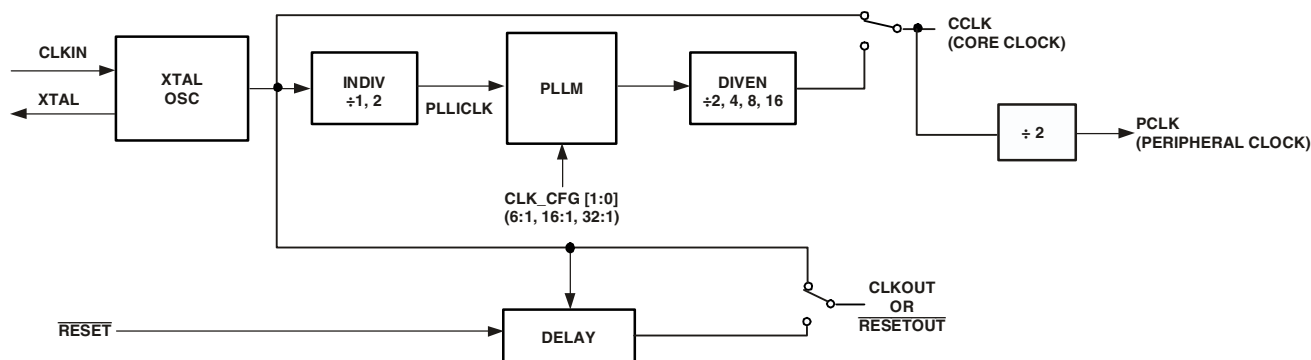 CLKIN
XTAL
XTAL
OSC
INDIV
÷1, 2
PLLICLK
PLLM
DIVEN
÷2, 4, 8, 16
CCLK
(CORE CLOCK)
÷ 2
PCLK
(PERIPHERAL CLOCK)
CLK_CFG [1:0]
(6:1, 16:1, 32:1)
RESET
DELAY
CLKOUT
OR
RESETOUT